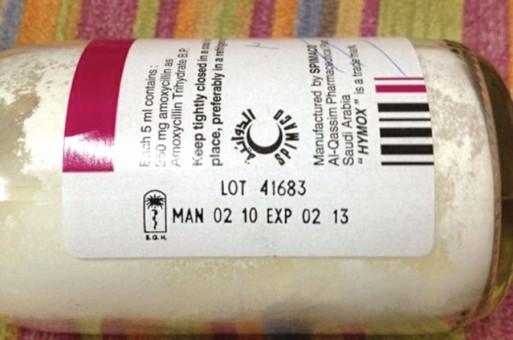 Each 5 ml contains :
250 mg amoxycillin as
Amoxycillin Trihydrate B.P.
Keep tightly closed in a
place, preferably in a
SPIMACO
Manufactured by SPIMACO
Al-Qassim Pharmaceutical
Saudi Arabia
" HYMOX " is a trade mark
LOT 41683
MAN 02 10 EXP 02 13
S.G.H.